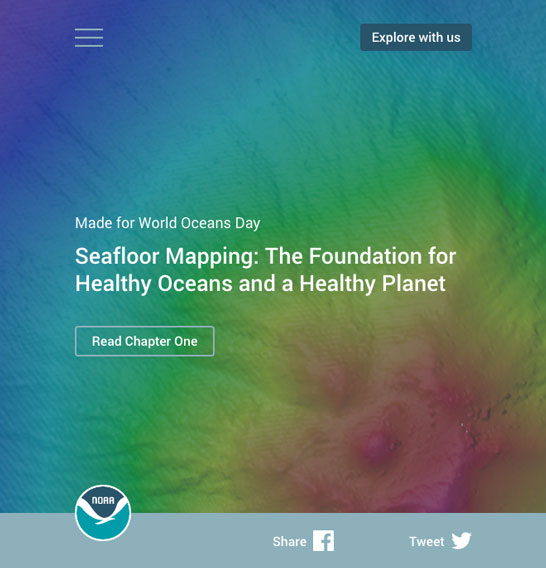 Explore with us
Made for World Oceans Day
Seafloor Mapping: The Foundation for
Healthy Oceans and a Healthy Planet
Read Chapter One
NOAA
Share
Tweet